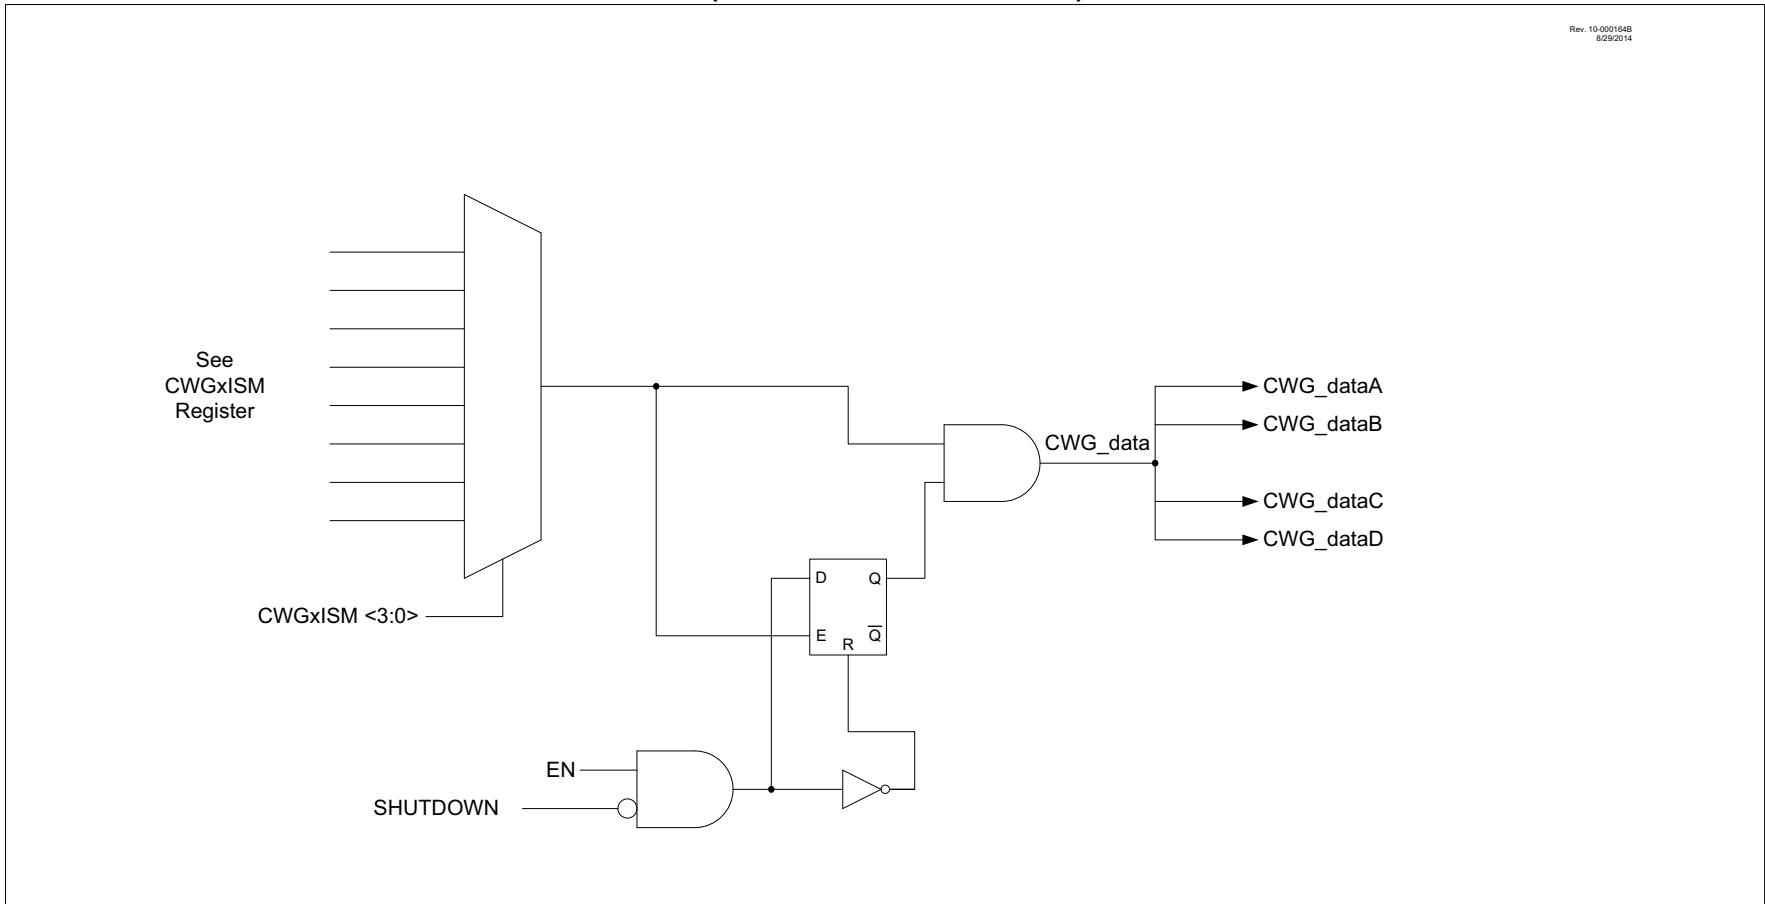 Rev. 10-000164B
8/29/2014
See
CWGxISM
Register
CWGxISM <3:0>
CWG_data
CWG_dataA
CWG_dataB
CWG_dataC
CWG_dataD
D
Q
E
Q̅
R
EN
SHUTDOWN